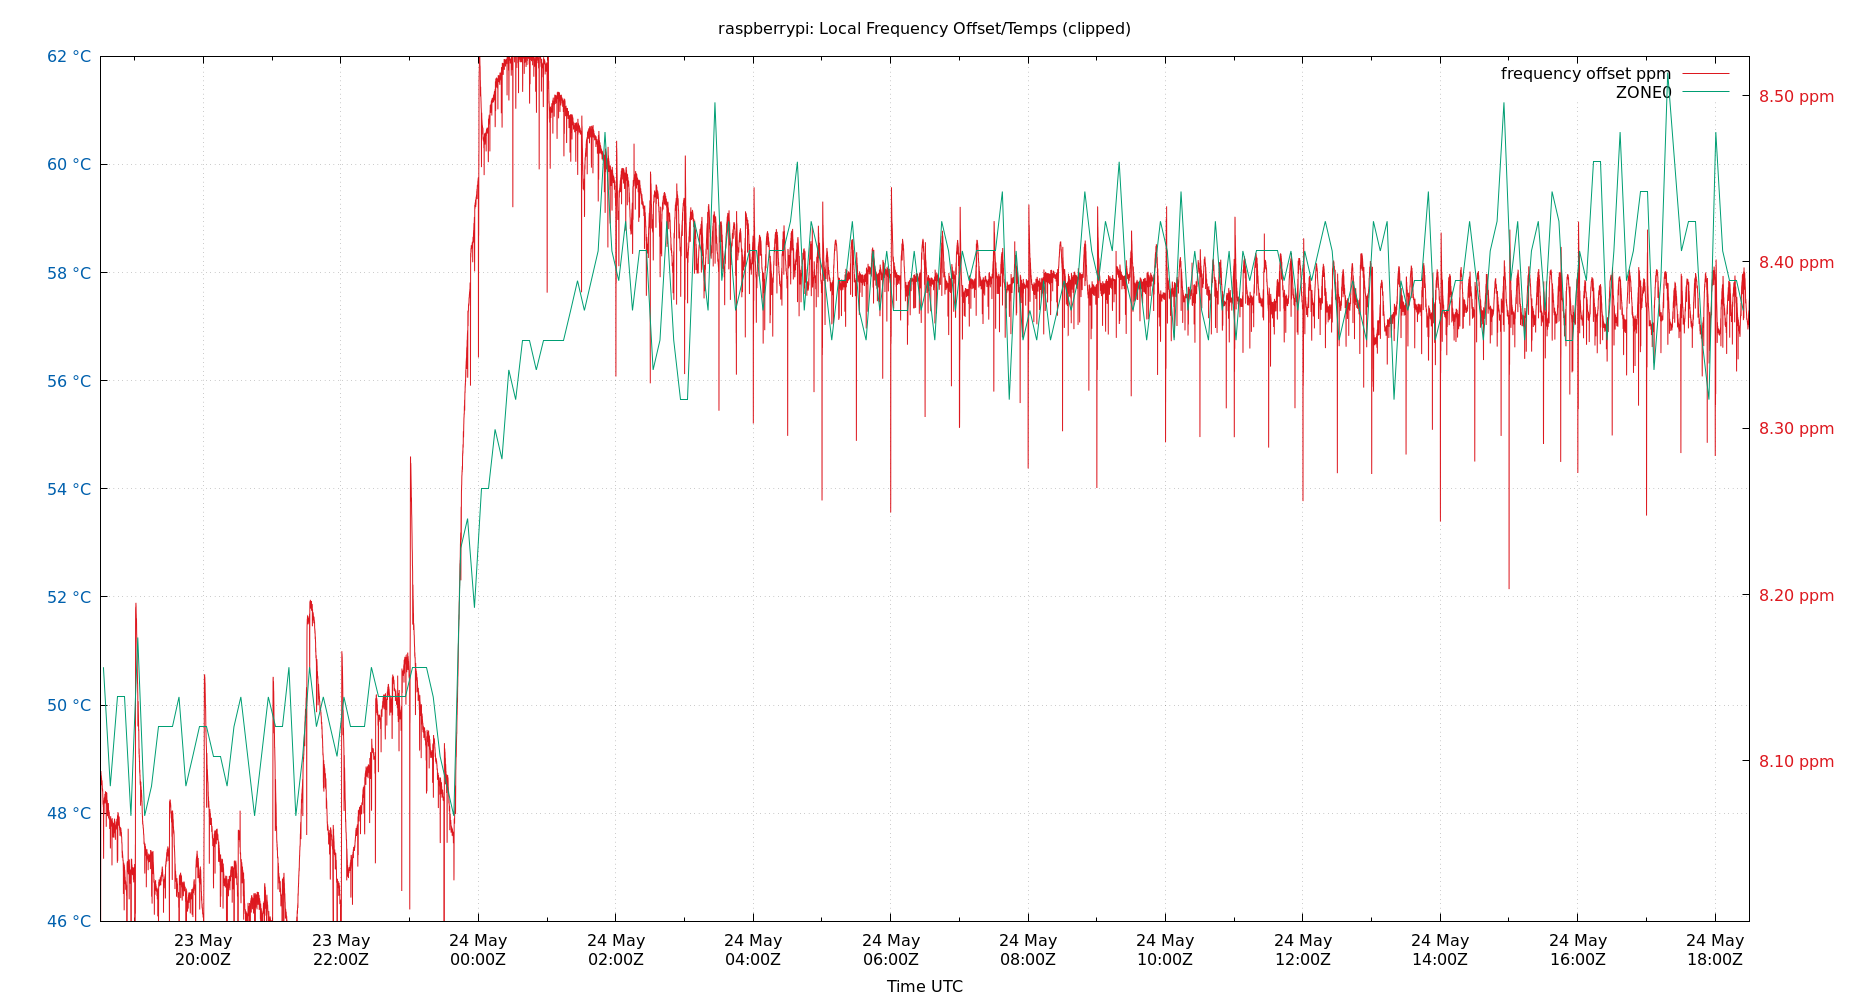 raspberrypi: Local Frequency Offset/Temps (clipped)
frequency offset ppm
ZONE0
62 °C
60 °C
58 °C
56 °C
54 °C
52 °C
50 °C
48 °C
46 °C
8.50 ppm
8.40 ppm
8.30 ppm
8.20 ppm
8.10 ppm
23 May
20:00Z
23 May
22:00Z
24 May
00:00Z
24 May
02:00Z
24 May
04:00Z
24 May
06:00Z
24 May
08:00Z
24 May
10:00Z
24 May
12:00Z
24 May
14:00Z
24 May
16:00Z
24 May
18:00Z
Time UTC